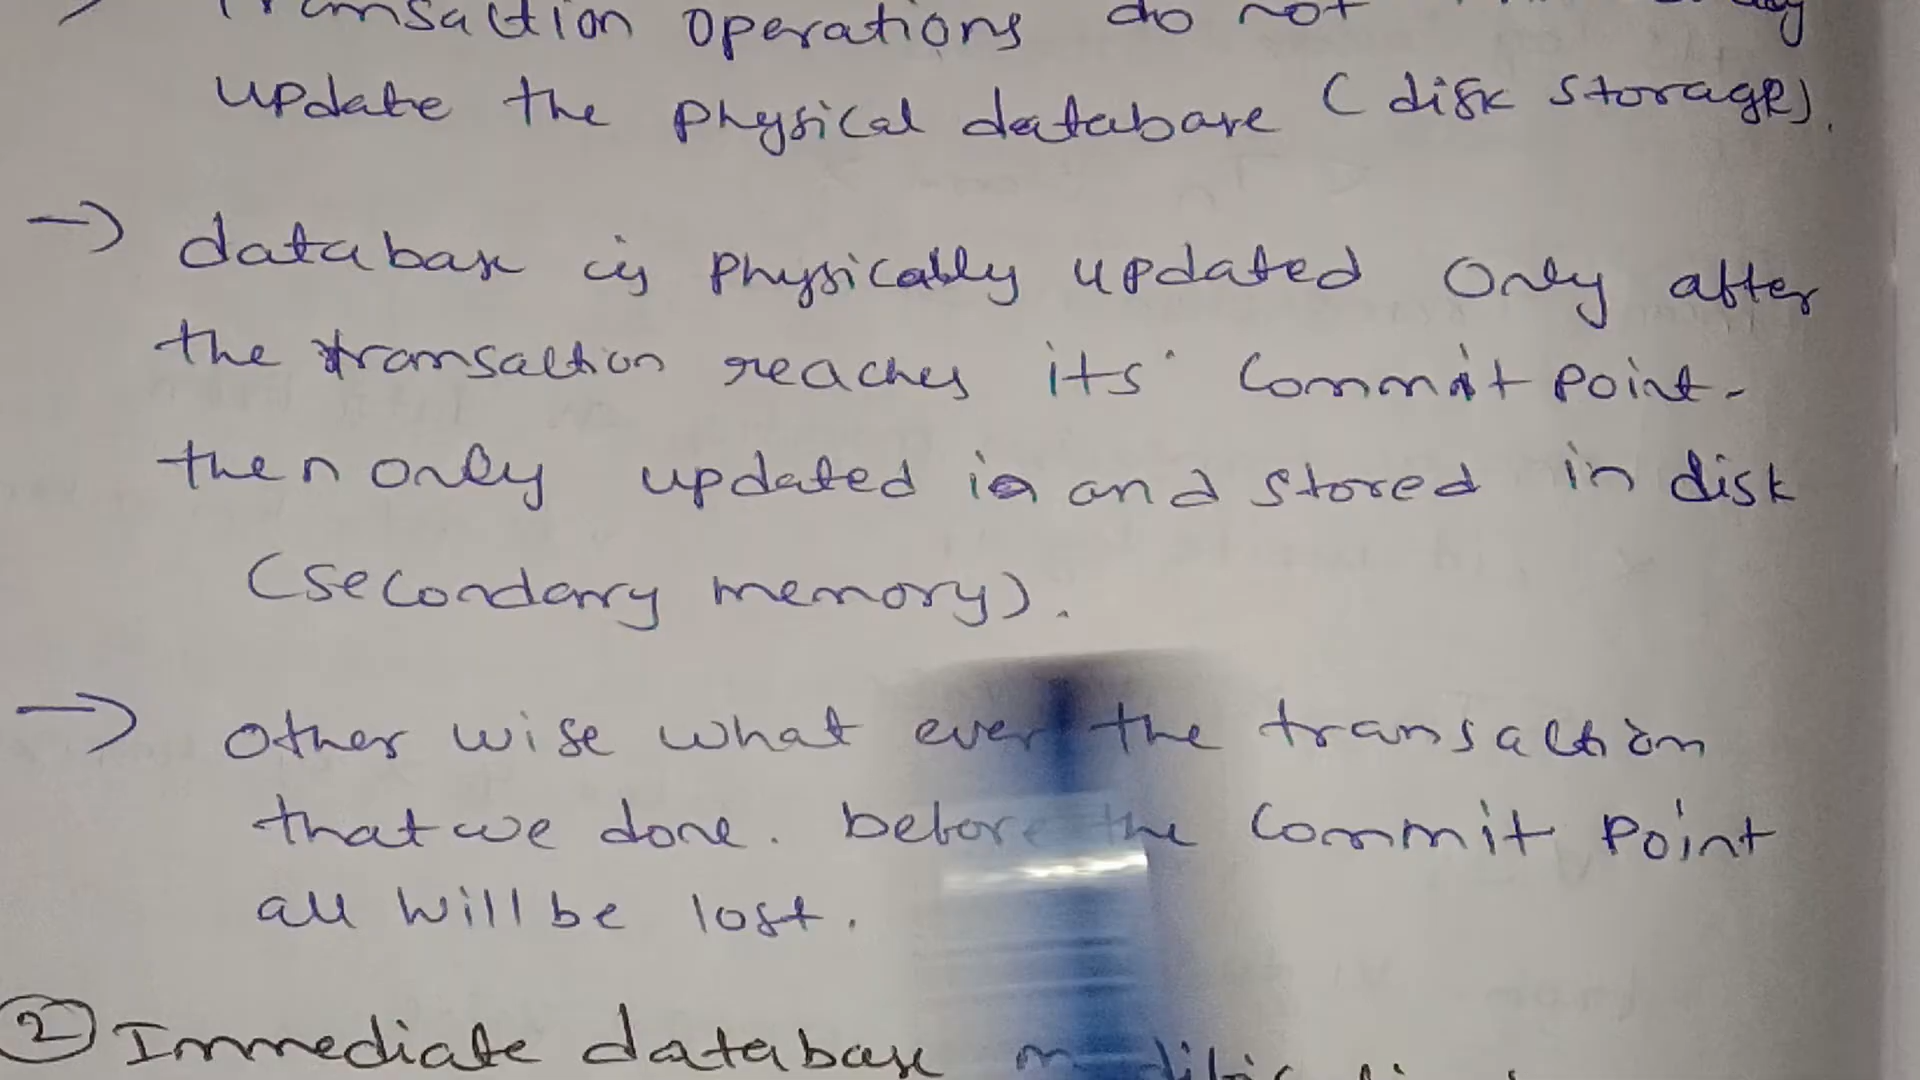 Transaction operations do not
update the physical database (disk storage).
→ database is physically updated only after
the transaction reaches its commit point.
then only updated is and stored in disk
(secondary memory).
→ other wise what ever the transaction
that we done. before the commit point
all will be lost.
② Immediate database